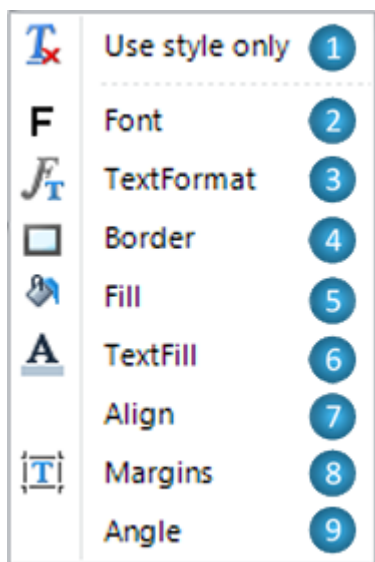 Use style only 1
F Font 2
F T TextFormat 3
Border 4
Fill 5
A TextFill 6
Align 7
T Margins 8
Angle 9